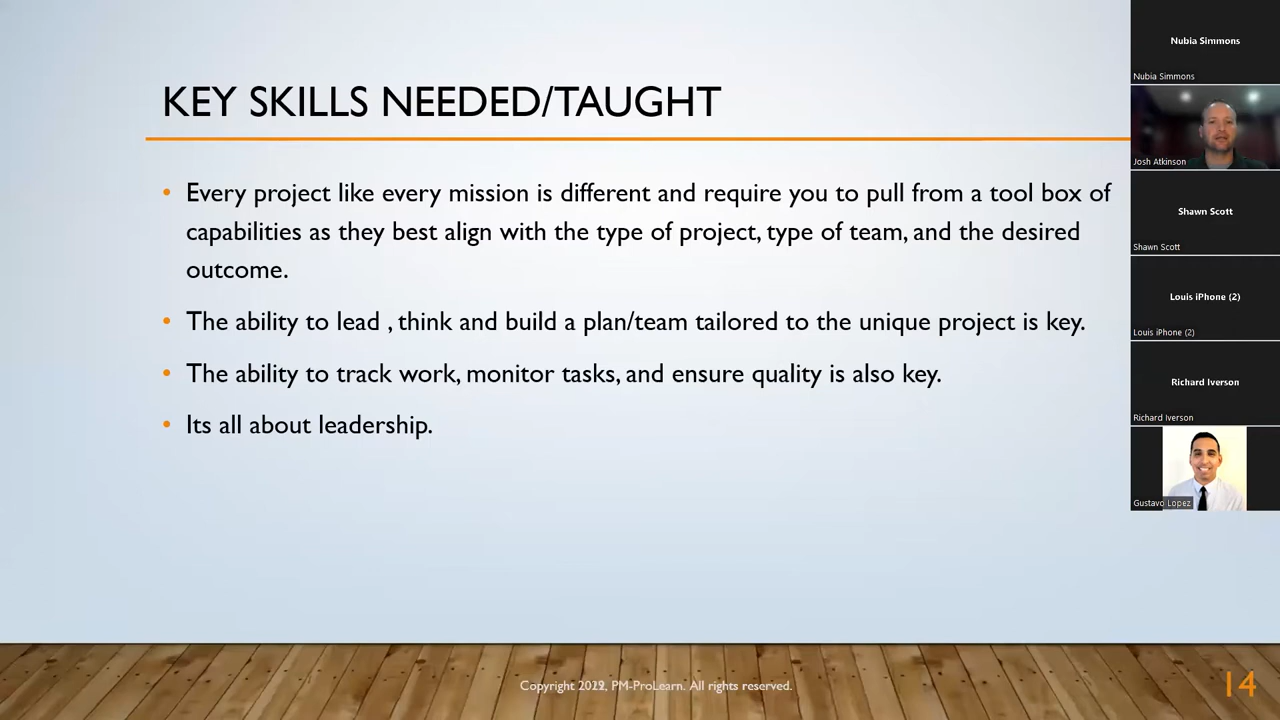 KEY SKILLS NEEDED/TAUGHT
• Every project like every mission is different and require you to pull from a tool box of
capabilities as they best align with the type of project, type of team, and the desired
outcome.
• The ability to lead , think and build a plan/team tailored to the unique project is key.
• The ability to track work, monitor tasks, and ensure quality is also key.
• Its all about leadership.
Copyright PM-ProLearn. All rights reserved.
14
Nubia Simmons
Nubia Simmons
Josh Atkinson
Shawn Scott
Shawn Scott
Louis iPhone (2)
Louis iPhone (2)
Richard Iverson
Richard Iverson
Gustavo Lopez